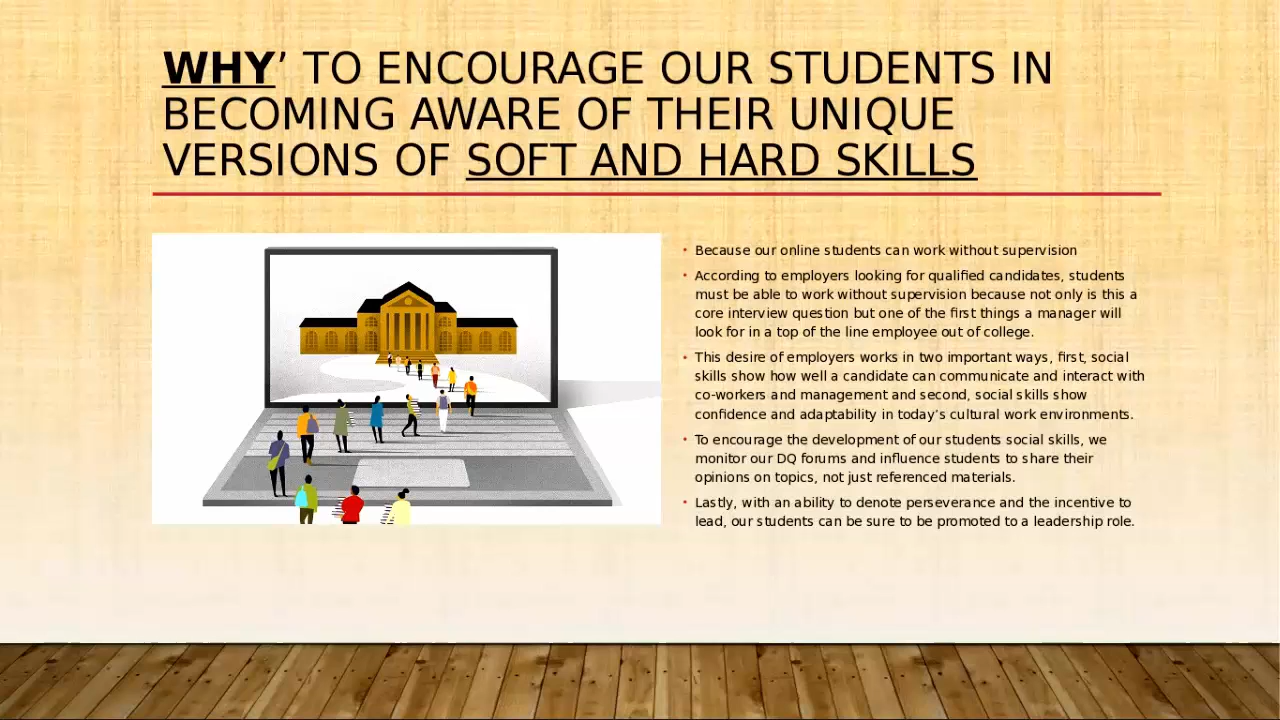 WHY’ TO ENCOURAGE OUR STUDENTS IN
BECOMING AWARE OF THEIR UNIQUE
VERSIONS OF SOFT AND HARD SKILLS
• Because our online students can work without supervision
• According to employers looking for qualified candidates, students
must be able to work without supervision because not only is this a
core interview question but one of the first things a manager will
look for in a top of the line employee out of college.
• This desire of employers works in two important ways, first, social
skills show how well a candidate can communicate and interact with
co-workers and management and second, social skills show
confidence and adaptability in today’s cultural work environments.
• To encourage the development of our students social skills, we
monitor our DQ forums and influence students to share their
opinions on topics, not just referenced materials.
• Lastly, with an ability to denote perseverance and the incentive to
lead, our students can be sure to be promoted to a leadership role.